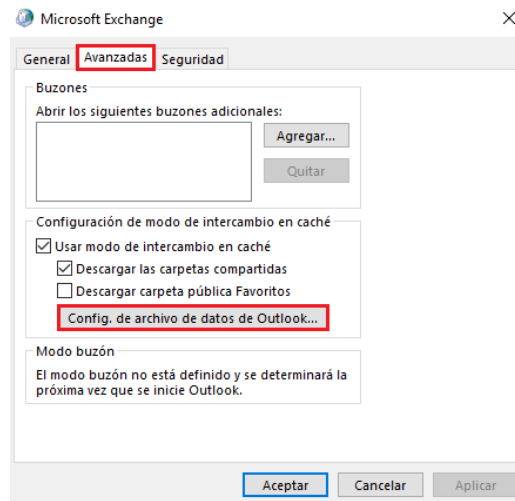 Microsoft Exchange
General Avanzadas Seguridad
Buzones
Abrir los siguientes buzones adicionales:
Agregar...
Quitar
Configuración de modo de intercambio en caché
Usar modo de intercambio en caché
Descargar las carpetas compartidas
Descargar carpeta pública Favoritos
Config. de archivo de datos de Outlook...
Modo buzón
El modo buzón no está definido y se determinará la
próxima vez que se inicie Outlook.
Aceptar Cancelar Aplicar